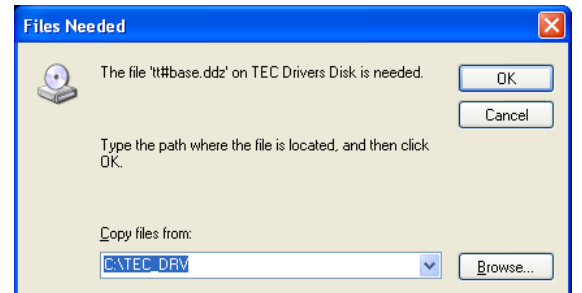 Files Needed
The file 'tt#base.ddz' on TEC Drivers Disk is needed.
OK
Cancel
Type the path where the file is located, and then click
OK.
Copy files from:
C:\TEC_DRV
Browse...